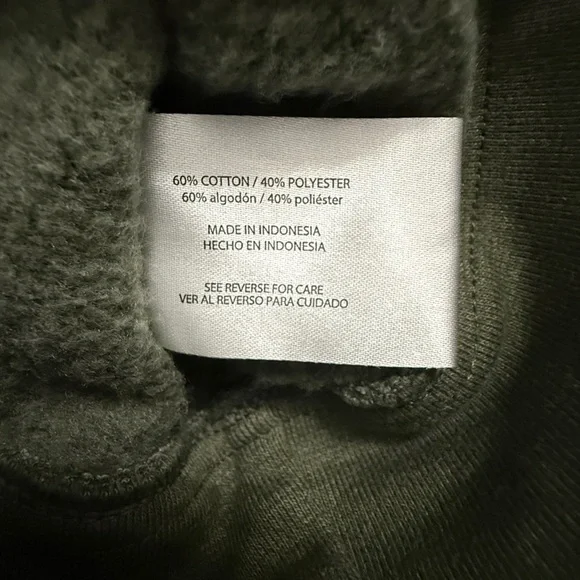 60% COTTON / 40% POLYESTER
60% algodón / 40% poliéster
MADE IN INDONESIA
HECHO EN INDONESIA
SEE REVERSE FOR CARE
VER AL REVERSO PARA CUIDADO